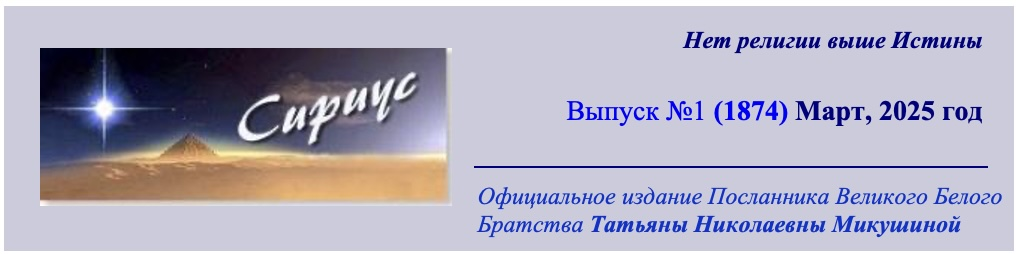 Нет религии выше Истины
Сириус
Выпуск №1 (1874) Март, 2025 год
Официальное издание Посланника Великого Белого
Братства Татьяны Николаевны Микушиной